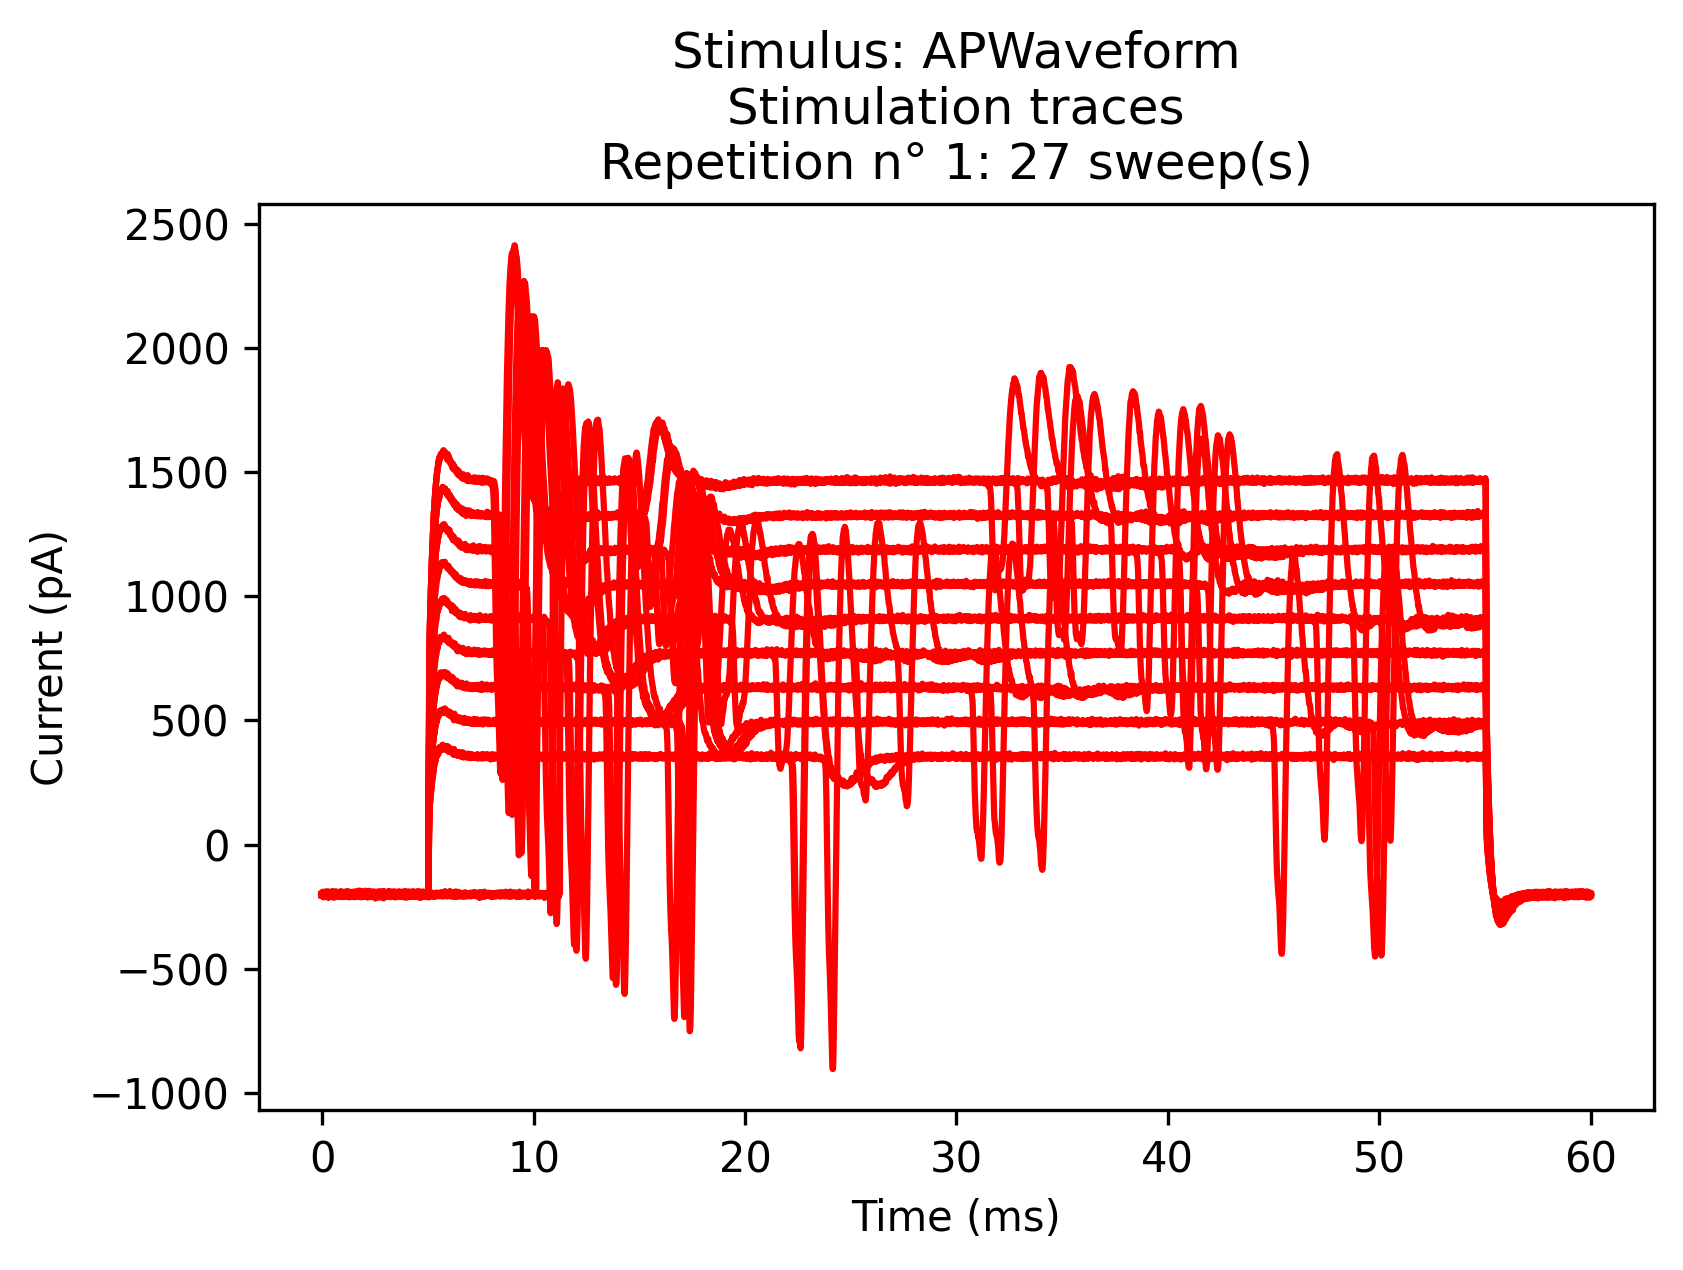 Stimulus: APWaveform
Stimulation traces
Repetition n° 1: 27 sweep(s)
2500
2000
1500
1000
500
0
−500
−1000
Current (pA)
0 10 20 30 40 50 60
Time (ms)